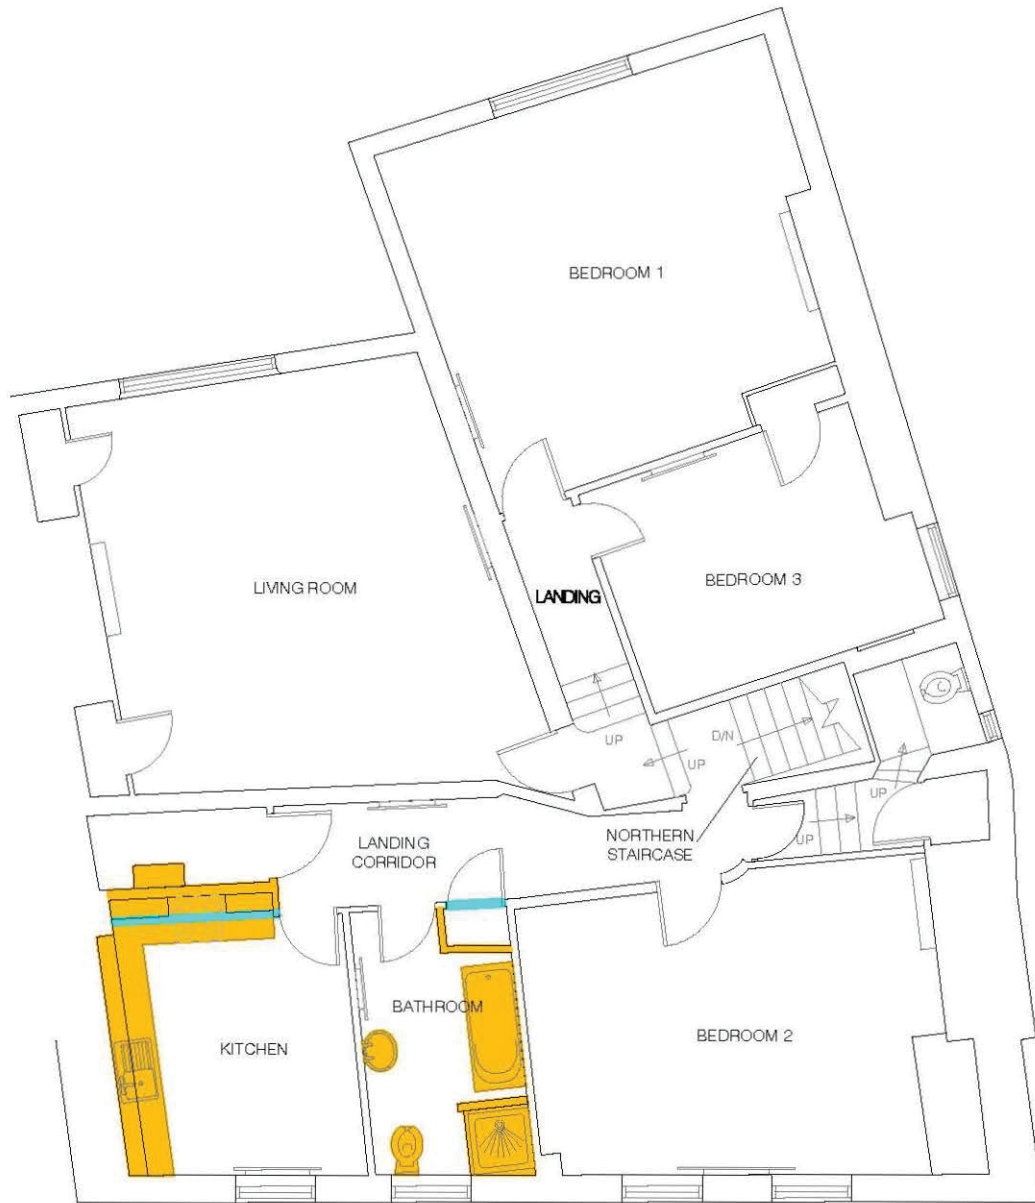 BEDROOM 1
LIVING ROOM
LANDING
BEDROOM 3
UP
D/N
UP
UP
UP
LANDING
CORRIDOR
NORTHERN
STAIRCASE
BATHROOM
KITCHEN
BEDROOM 2